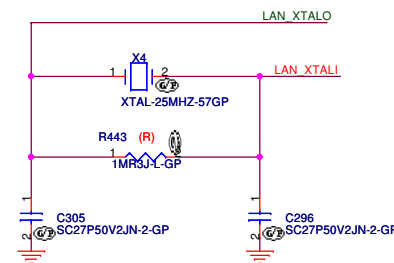 LAN_XTALO
X4
1 2
LAN_XTALI
G/P
XTAL-25MHZ-57GP
R443 (R)
1 2
1MR3J-L-GP
1 1
C305 C296
SC27P50V2JN-2-GP SC27P50V2JN-2-GP
2 G/P 2 G/P